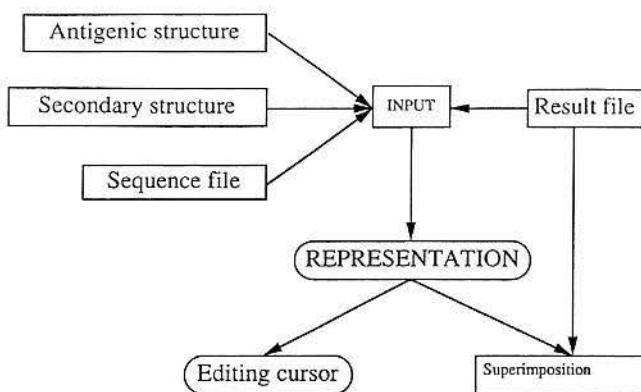 Antigenic structure
Secondary structure
INPUT
Result file
Sequence file
REPRESENTATION
Editing cursor
Superimposition